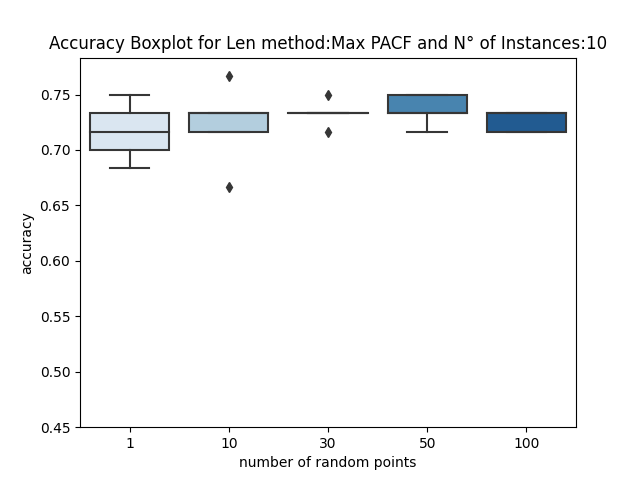 Accuracy Boxplot for Len method:Max PACF and N° of Instances:10
0.75
0.70
0.65
0.60
0.55
0.50
0.45
accuracy
1 10 30 50 100
number of random points